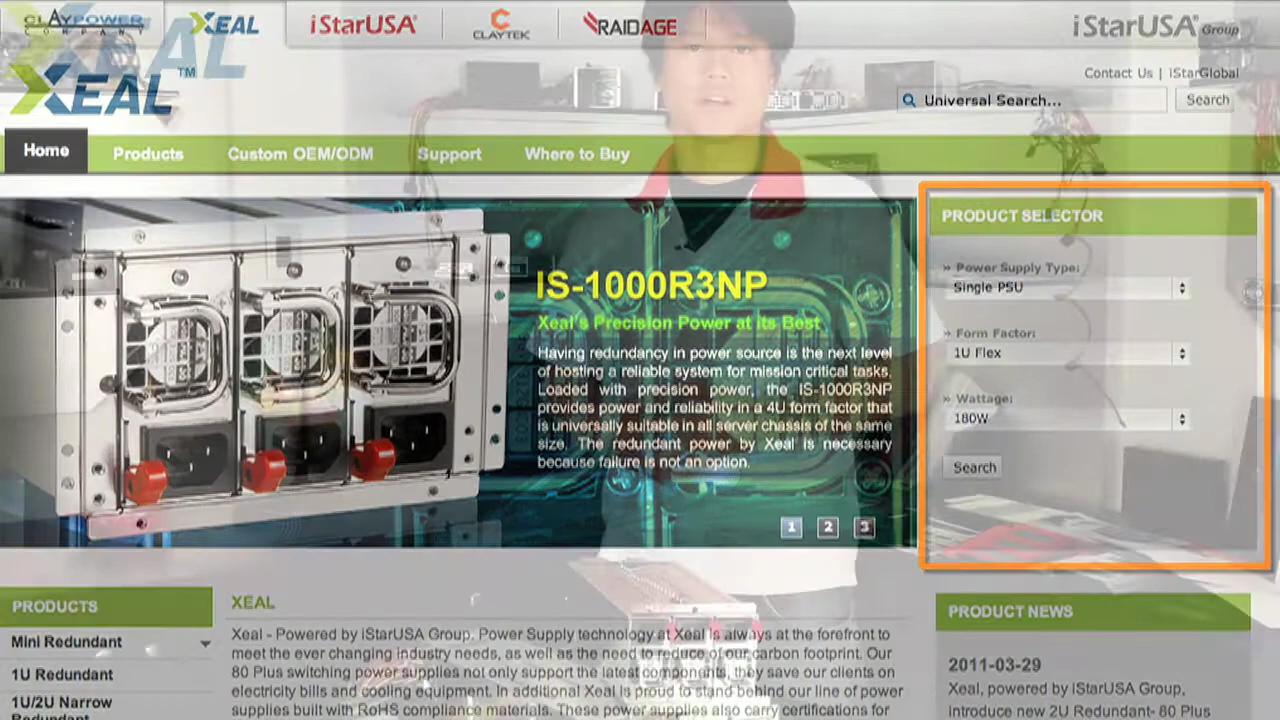 CLAYPOWER
COMPANY
XEAL
iStarUSA
CLAYTEK
RAIDAGE
iStarUSA Group
XEAL
XEAL™
Contact Us | iStarGlobal
Universal Search...
Search
Home
Products
Custom OEM/ODM
Support
Where to Buy
IS-1000R3NP
Xeal's Precision Power at its Best
Having redundancy in power source is the next level
of hosting a reliable system for mission critical tasks.
Loaded with precision power, the IS-1000R3NP
provides power and reliability in a 4U form factor that
is universally suitable in all server chassis of the same
size. The redundant power by Xeal is necessary
because failure is not an option.
1 2 3
PRODUCT SELECTOR
» Power Supply Type:
Single PSU
» Form Factor:
1U Flex
» Wattage:
180W
Search
PRODUCTS
Mini Redundant
1U Redundant
1U/2U Narrow
Redundant
XEAL
Xeal - Powered by iStarUSA Group. Power Supply technology at Xeal is always at the forefront to
meet the ever changing industry needs, as well as the need to reduce of our carbon footprint. Our
80 Plus switching power supplies not only support the latest components, they save our clients on
electricity bills and cooling equipment. In additional Xeal is proud to stand behind our line of power
supplies built with RoHS compliance materials. These power supplies also carry certifications for
PRODUCT NEWS
2011-03-29
Xeal, powered by iStarUSA Group,
introduce new 2U Redundant- 80 Plus